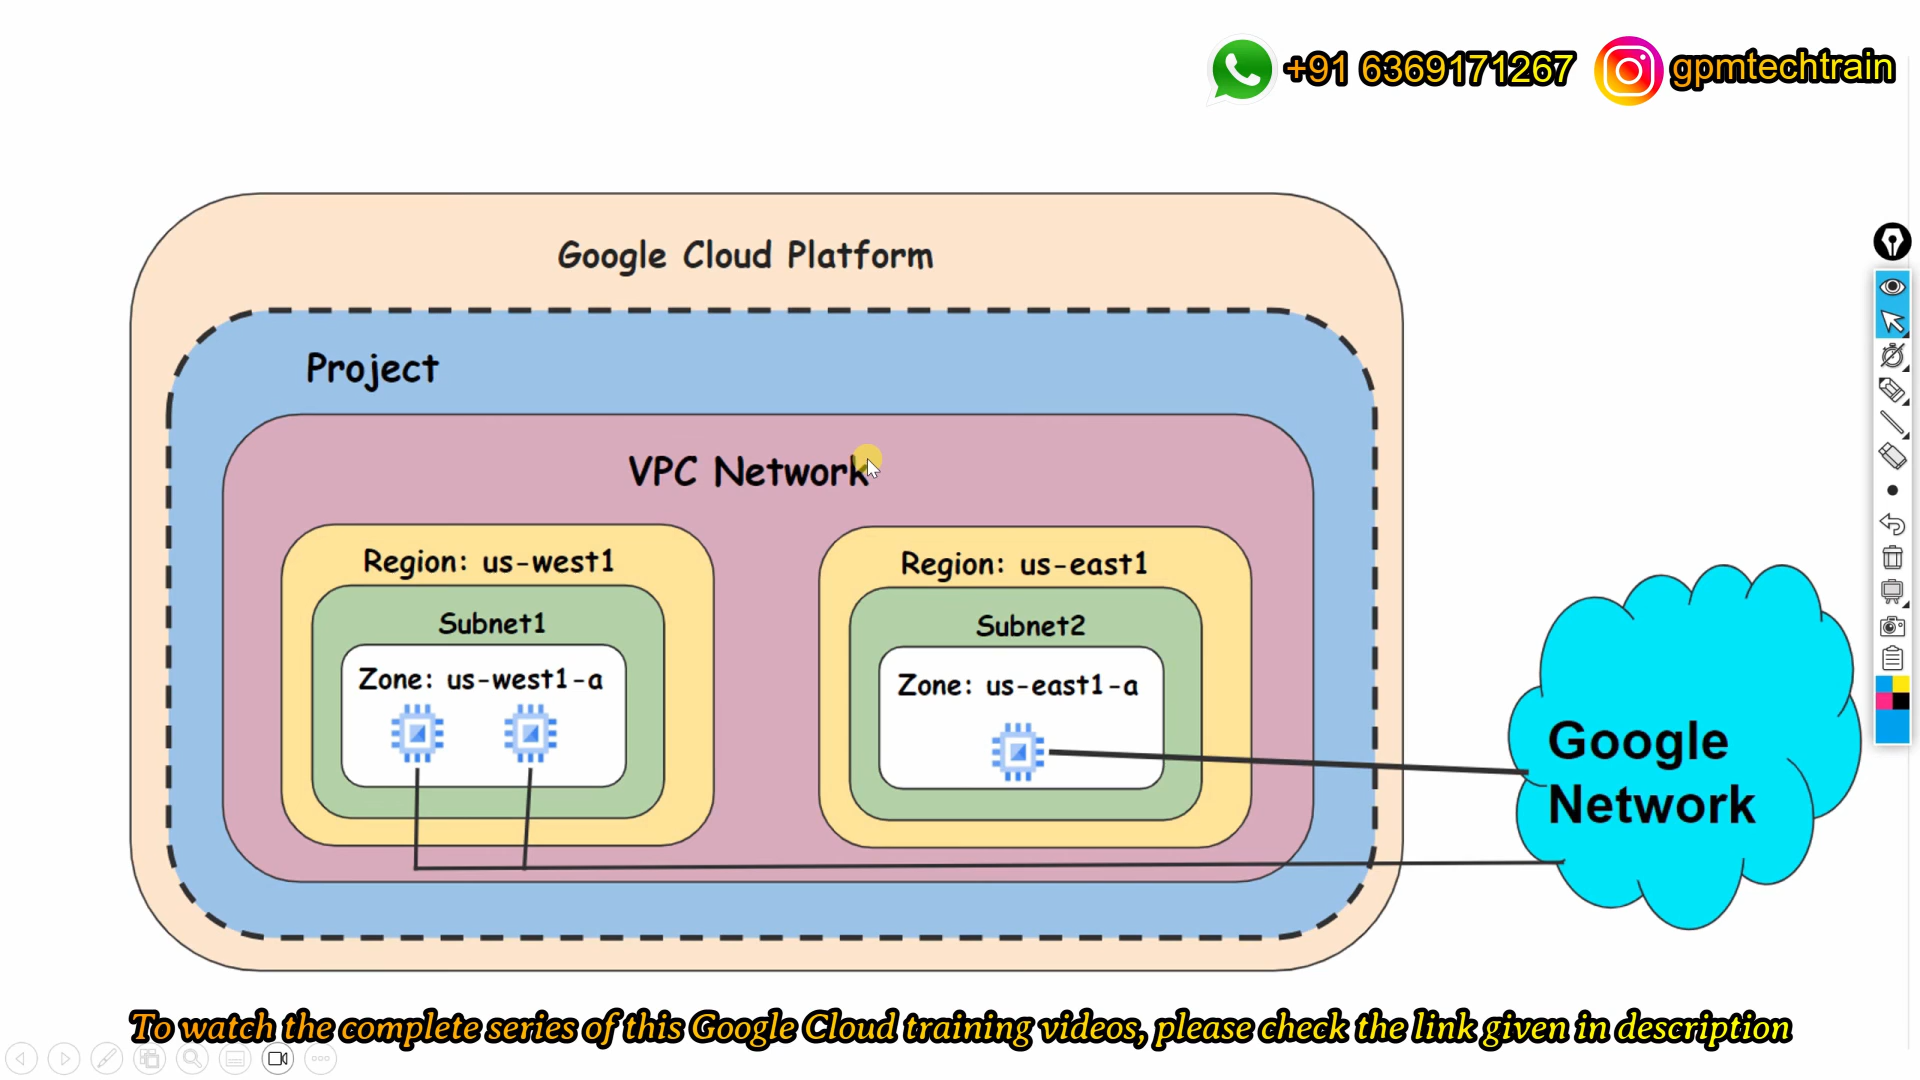 +91 6369171267 gpmtechtrain
Google Cloud Platform
Project
VPC Network
Region: us-west1
Subnet1
Zone: us-west1-a
Region: us-east1
Subnet2
Zone: us-east1-a
Google
Network
To watch the complete series of this Google Cloud training videos, please check the link given in description